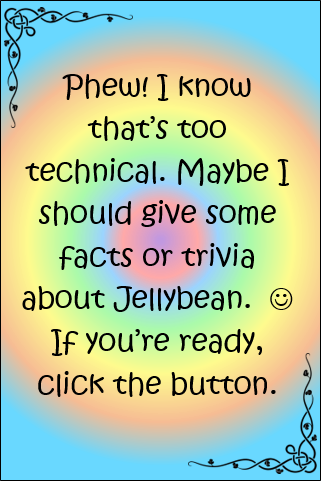 Phew! I know
that's too
technical. Maybe I
should give some
facts or trivia
about Jellybean. ☺
If you're ready,
click the button.